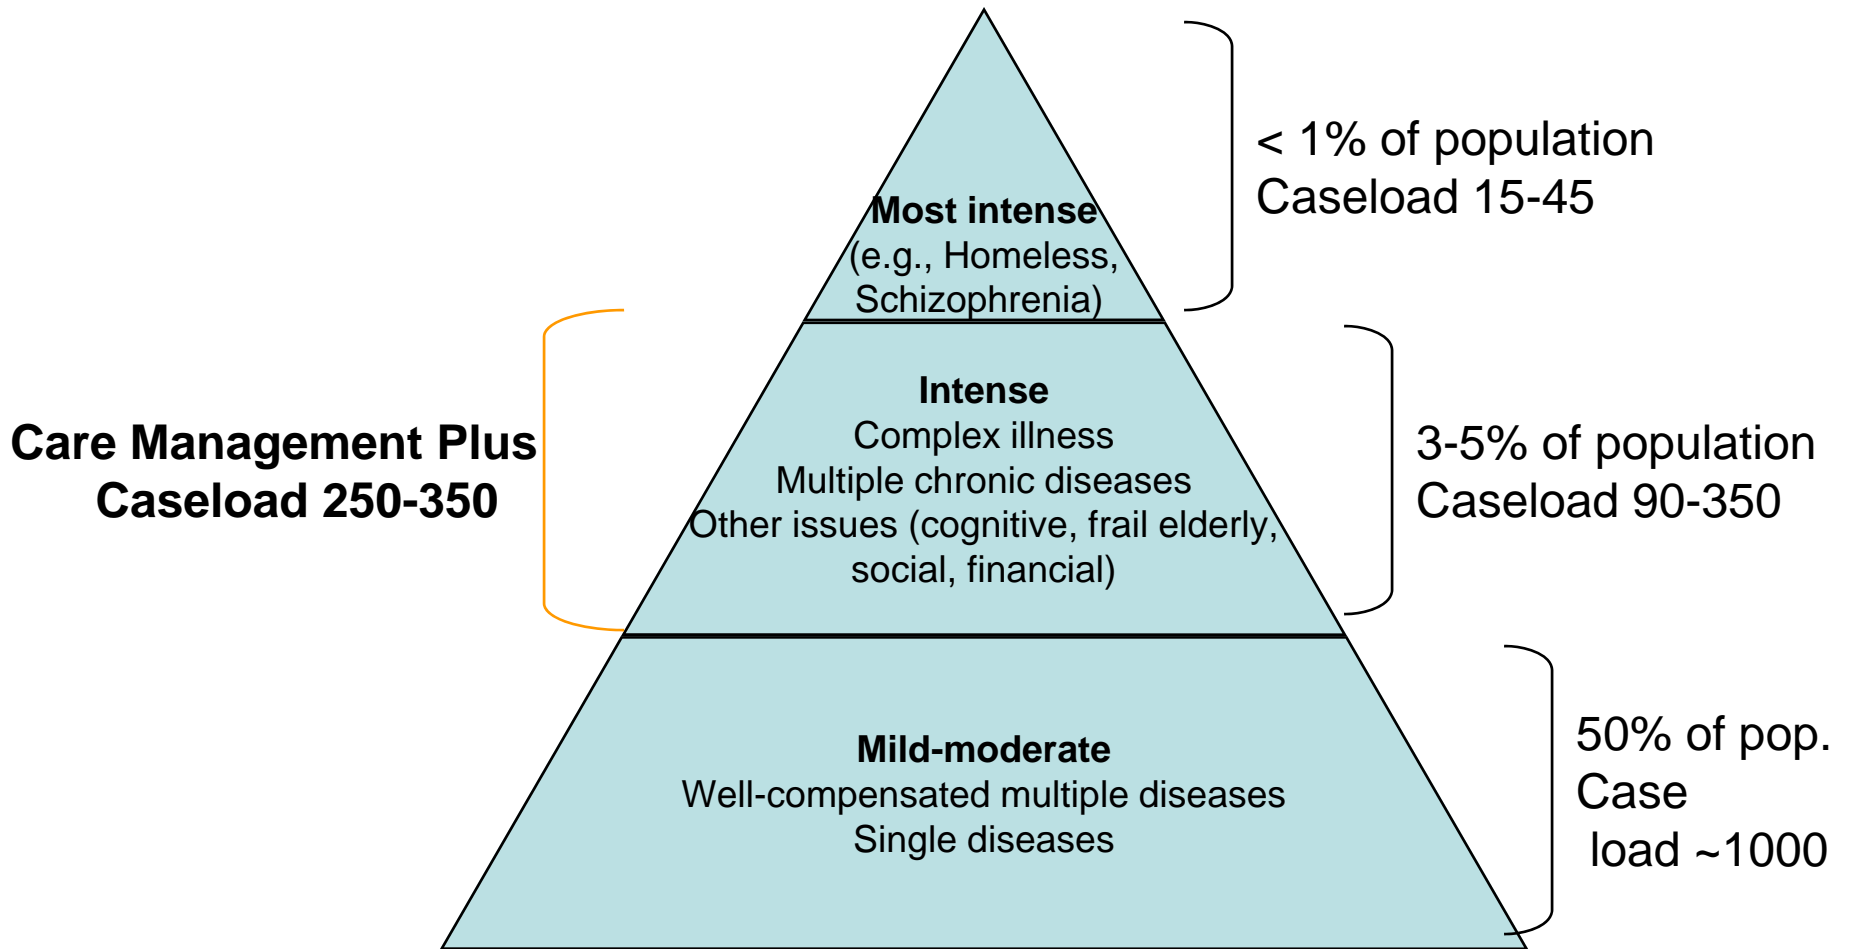 < 1% of population
Caseload 15-45
Most intense
(e.g., Homeless,
Schizophrenia)
Care Management Plus
Caseload 250-350
Intense
Complex illness
Multiple chronic diseases
Other issues (cognitive, frail elderly,
social, financial)
3-5% of population
Caseload 90-350
Mild-moderate
Well-compensated multiple diseases
Single diseases
50% of pop.
Case
load ~1000